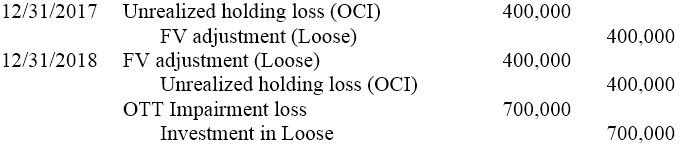 12/31/2017 Unrealized holding loss (OCI) 400,000
FV adjustment (Loose) 400,000
12/31/2018 FV adjustment (Loose) 400,000
Unrealized holding loss (OCI) 400,000
OTT Impairment loss 700,000
Investment in Loose 700,000